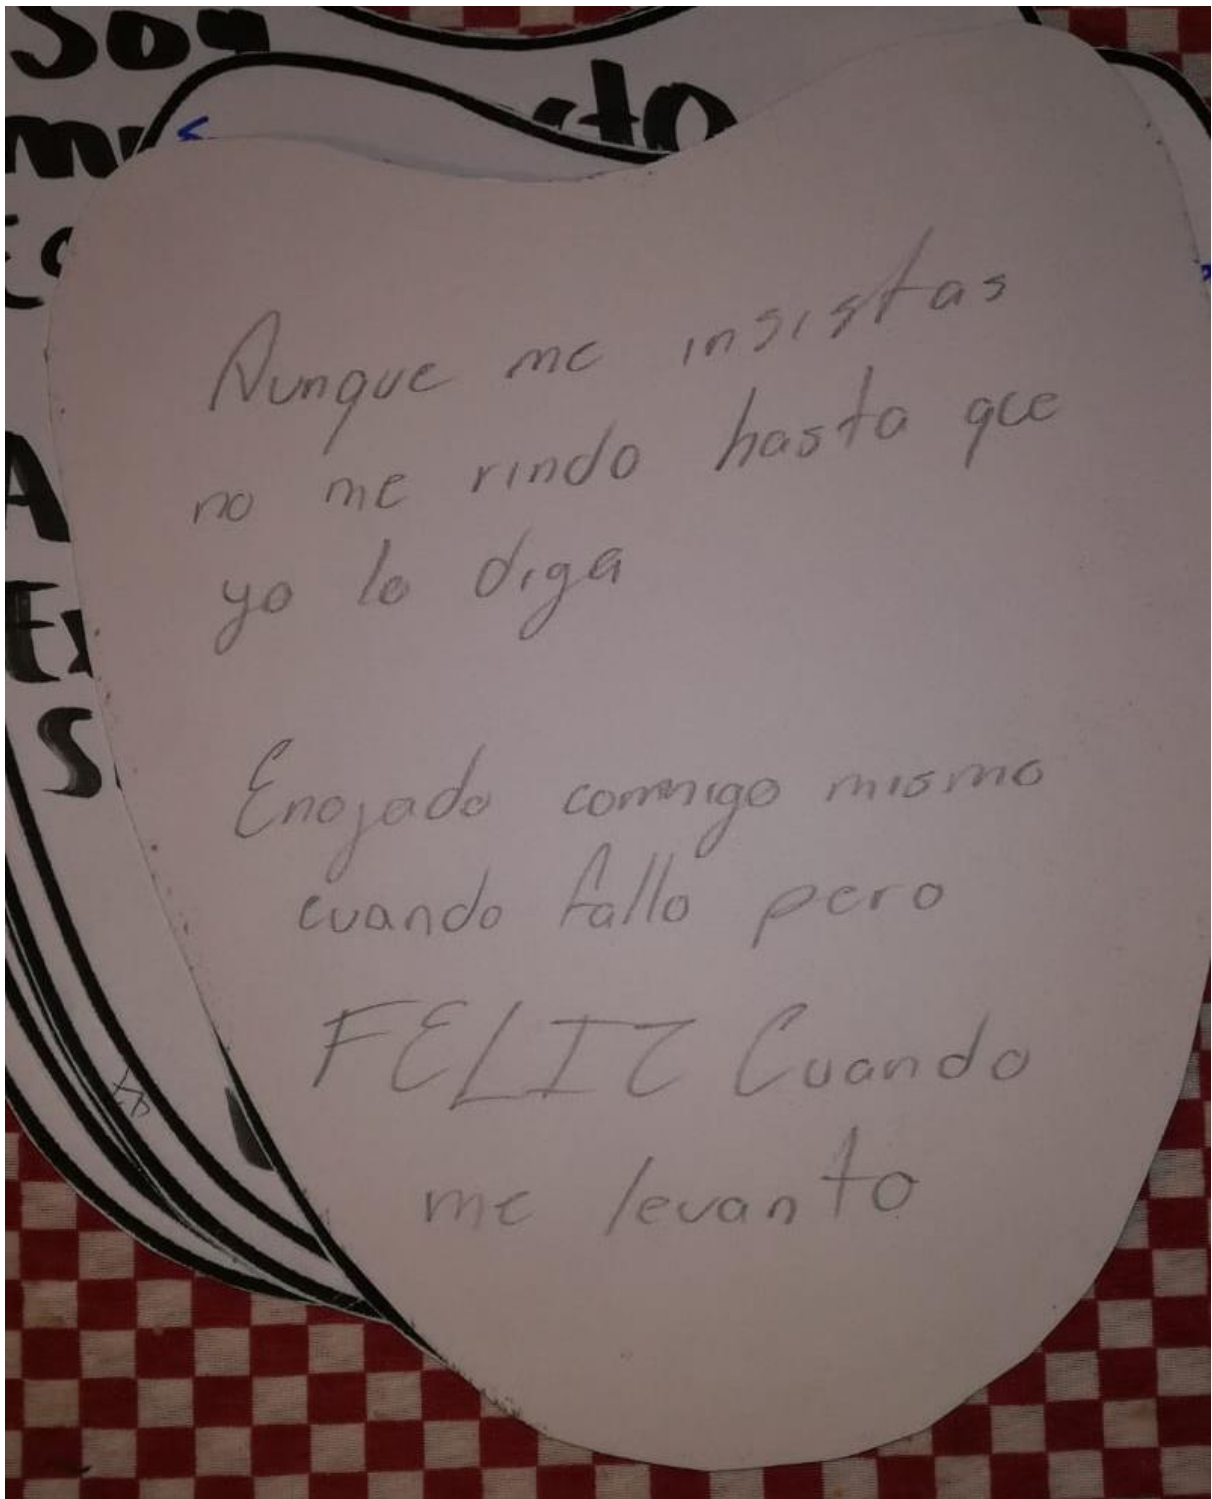 Soy
Aunque me insistas
no me rindo hasta que
yo lo diga
Enojado conmigo mismo
cuando fallo pero
FELIZ Cuando
me levanto